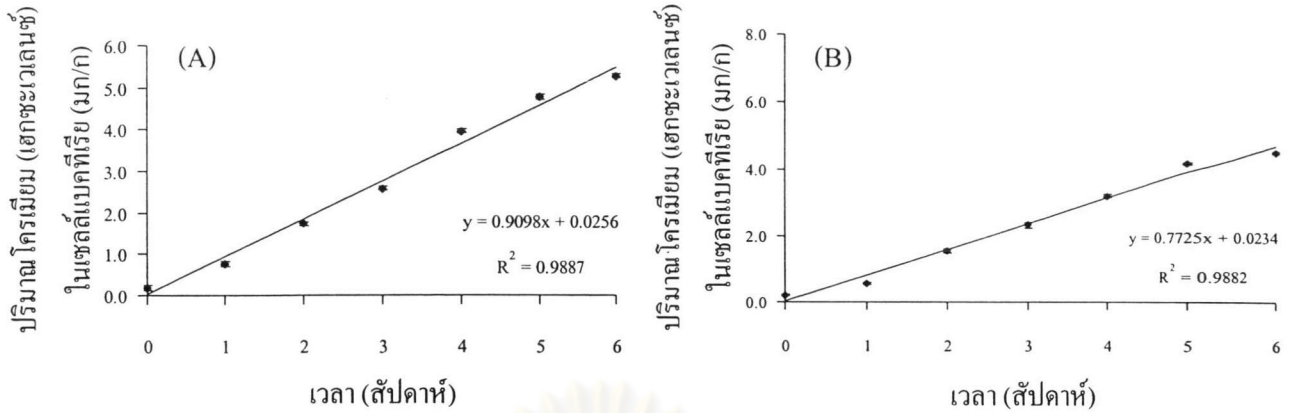 ปริมาณโครเมียม (เฮกซะเวเลนซ์)
ในเซลล์แบคทีเรีย (มก/ก)
(A)
6.0
5.0
4.0
3.0
2.0
1.0
0.0
y = 0.9098x + 0.0256
R² = 0.9887
0 1 2 3 4 5 6
เวลา (สัปดาห์)
ปริมาณโครเมียม (เฮกซะเวเลนซ์)
ในเซลล์แบคทีเรีย (มก/ก)
(B)
8.0
6.0
4.0
2.0
0.0
y = 0.7725x + 0.0234
R² = 0.9882
0 1 2 3 4 5 6
เวลา (สัปดาห์)